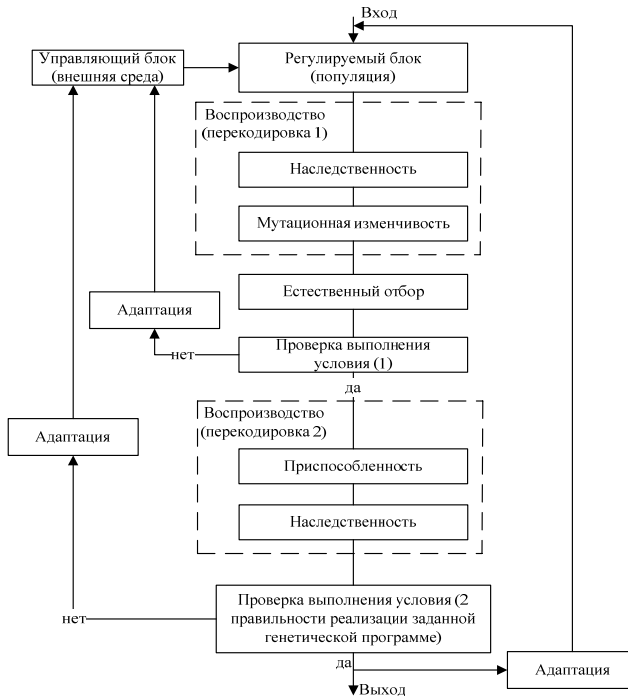 Вход
Управляющий блок
(внешняя среда)
Регулируемый блок
(популяция)
Воспроизводство
(перекодировка 1)
Наследственность
Мутационная изменчивость
Естественный отбор
Адаптация
нет
Проверка выполнения
условия (1)
да
Воспроизводство
(перекодировка 2)
Адаптация
Приспособленность
Наследственность
нет
Проверка выполнения условия (2
правильности реализации заданной
генетической программе)
да
Адаптация
Выход